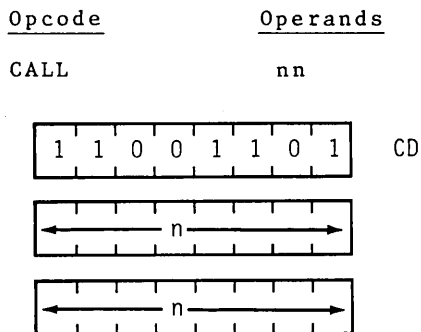 Opcode Operands
CALL nn
1 1 0 0 1 1 0 1 CD
n
n